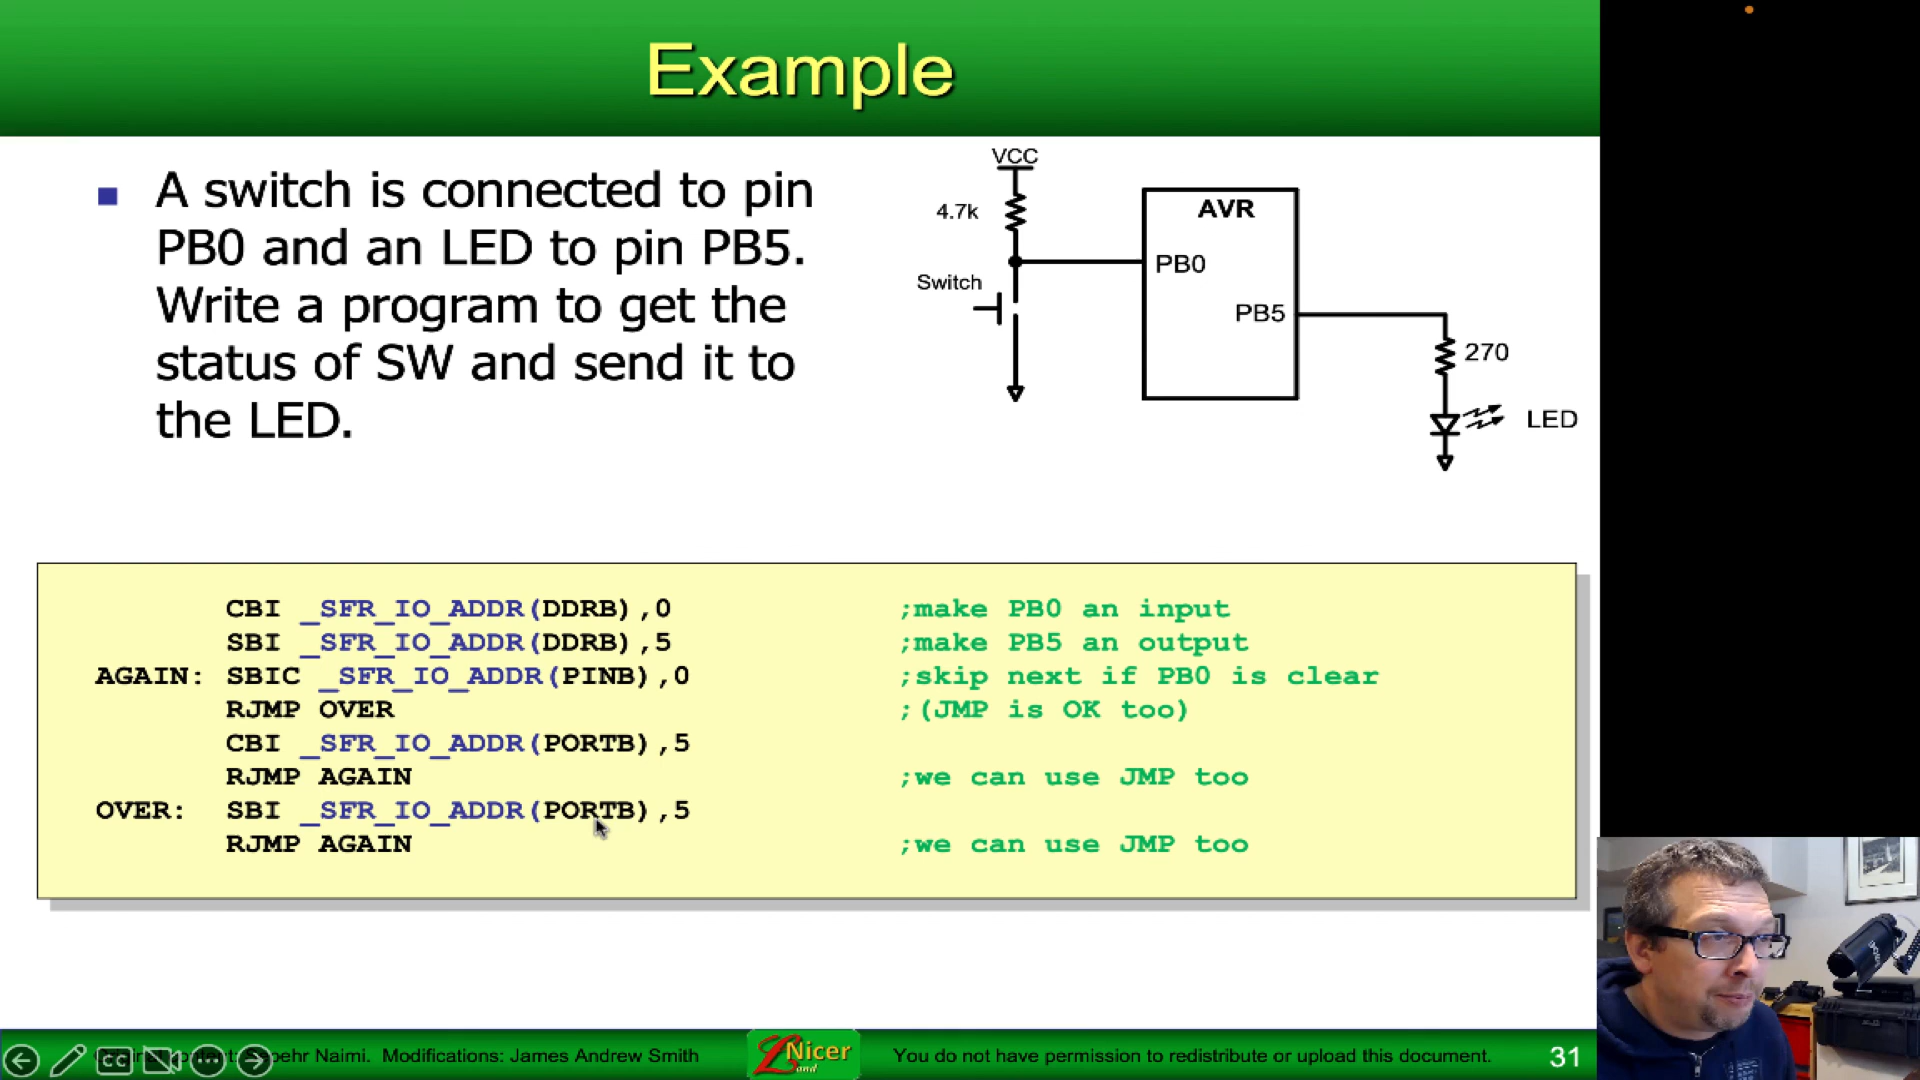 Example
A switch is connected to pin
PB0 and an LED to pin PB5.
Write a program to get the
status of SW and send it to
the LED.
VCC
4.7k
Switch
AVR
PB0
PB5
270
LED
CBI _SFR_IO_ADDR(DDRB),0 ;make PB0 an input
SBI _SFR_IO_ADDR(DDRB),5 ;make PB5 an output
AGAIN: SBIC _SFR_IO_ADDR(PINB),0 ;skip next if PB0 is clear
RJMP OVER ;(JMP is OK too)
CBI _SFR_IO_ADDR(PORTB),5
RJMP AGAIN ;we can use JMP too
OVER: SBI _SFR_IO_ADDR(PORTB),5
RJMP AGAIN ;we can use JMP too
CC
Naimi. Modifications: James Andrew Smith
Nicer
Land
You do not have permission to redistribute or upload this document.
31